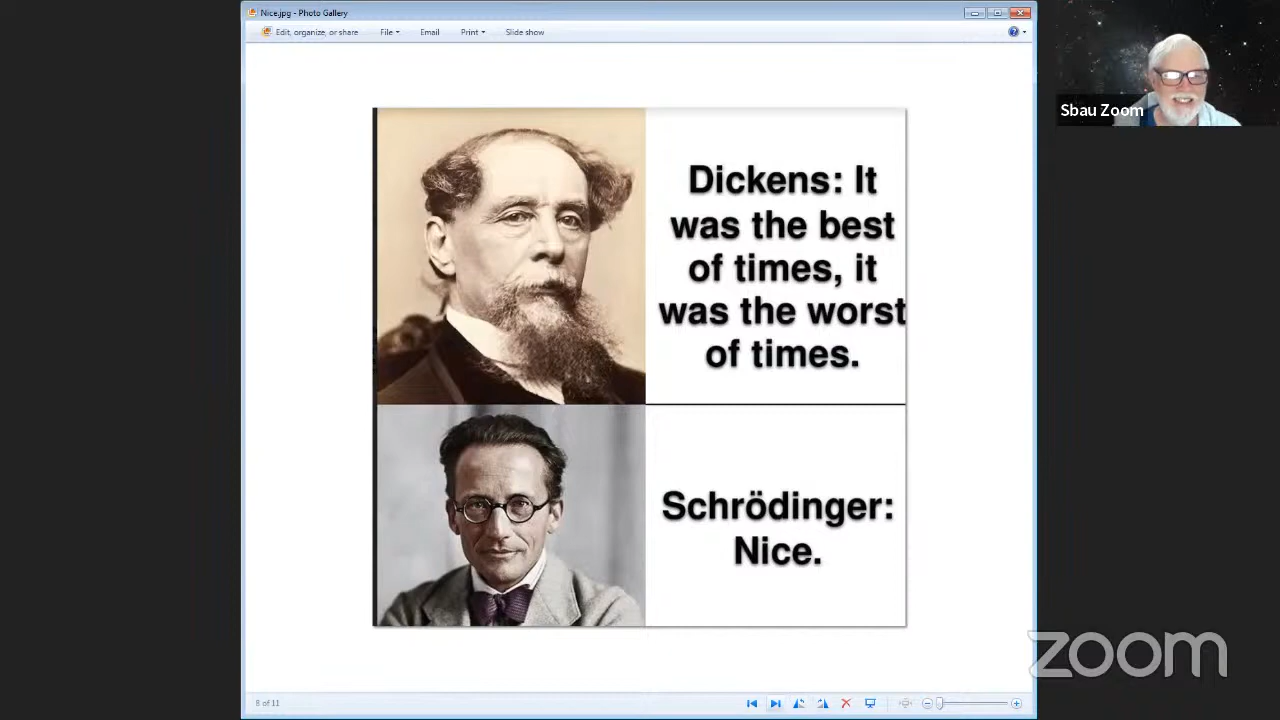 Nice.jpg - Photo Gallery
Edit, organize, or share File Email Print Slide show
Sbau Zoom
Dickens: It
was the best
of times, it
was the worst
of times.
Schrödinger:
Nice.
zoom
8 of 11